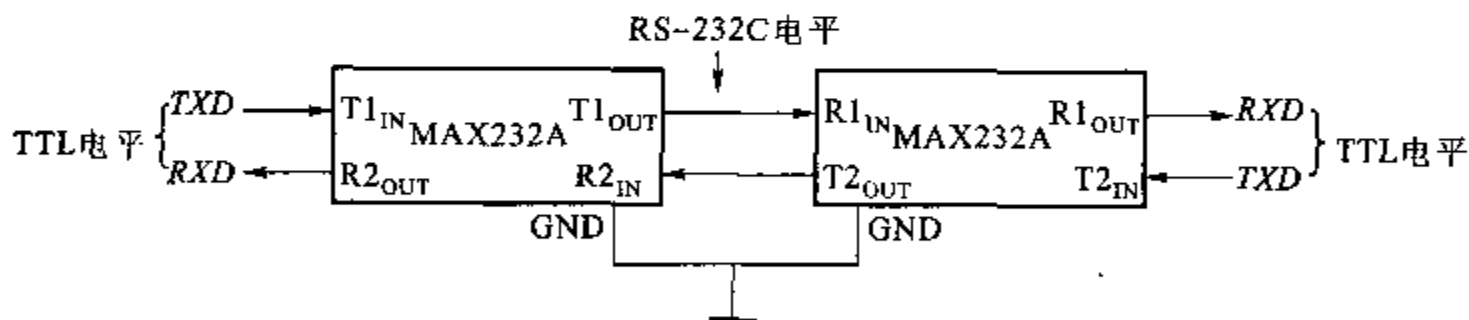 RS-232C电平
TXD T1IN T1OUT R1IN R1OUT RXD
TTL电平 MAX232A MAX232A TTL电平
RXD R2OUT R2IN T2OUT T2IN TXD
GND GND